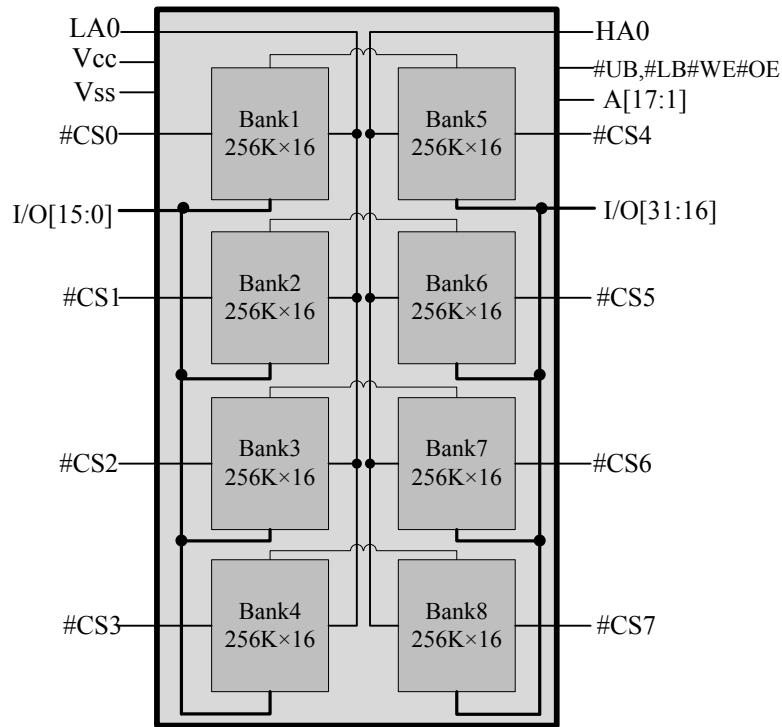 LA0
HA0
Vcc
#UB,#LB#WE#OE
Vss
A[17:1]
Bank1
256K×16
Bank5
256K×16
#CS0
#CS4
I/O[15:0]
I/O[31:16]
Bank2
256K×16
Bank6
256K×16
#CS1
#CS5
Bank3
256K×16
Bank7
256K×16
#CS2
#CS6
Bank4
256K×16
Bank8
256K×16
#CS3
#CS7